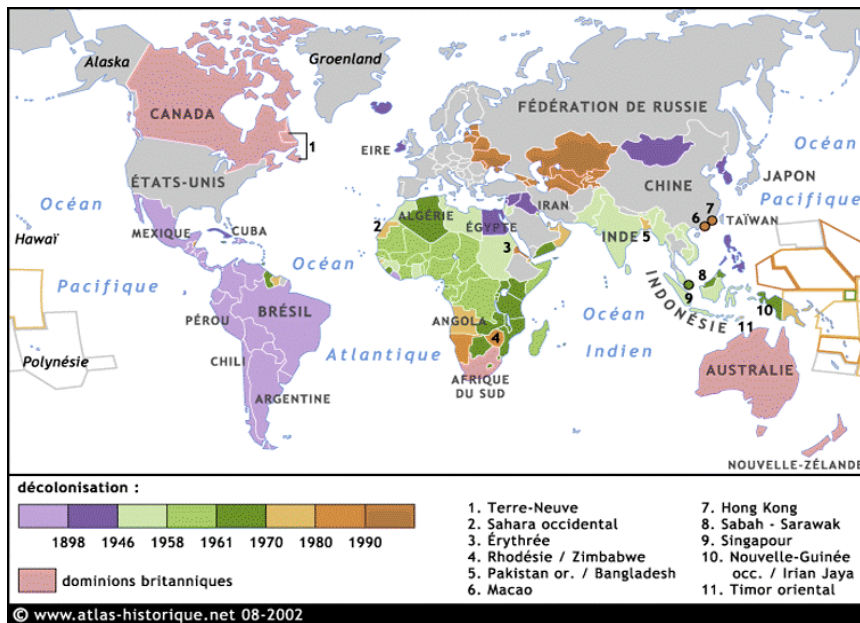 Alaska
Groenland
CANADA
FÉDÉRATION DE RUSSIE
EIRE
1
Océan
ÉTATS-UNIS
JAPON
CHINE
Pacifique
Océan
IRAN
7
Hawaï
MEXIQUE
CUBA
2
ALGÉRIE
ÉGYPTE
6
TAÏWAN
INDE
5
3
Océan
Pacifique
8
BRÉSIL
INDONÉSIE
9
Océan
10
PÉROU
ANGOLA
4
Indien
11
Polynésie
Atlantique
CHILI
AUSTRALIE
AFRIQUE
DU SUD
ARGENTINE
NOUVELLE-ZÉLANDE
décolonisation :
1898 1946 1958 1961 1970 1980 1990
dominions britanniques
1. Terre-Neuve
2. Sahara occidental
3. Érythrée
4. Rhodésie / Zimbabwe
5. Pakistan or. / Bangladesh
6. Macao
7. Hong Kong
8. Sabah - Sarawak
9. Singapour
10. Nouvelle-Guinée
occ. / Irian Jaya
11. Timor oriental
© www.atlas-historique.net 08-2002